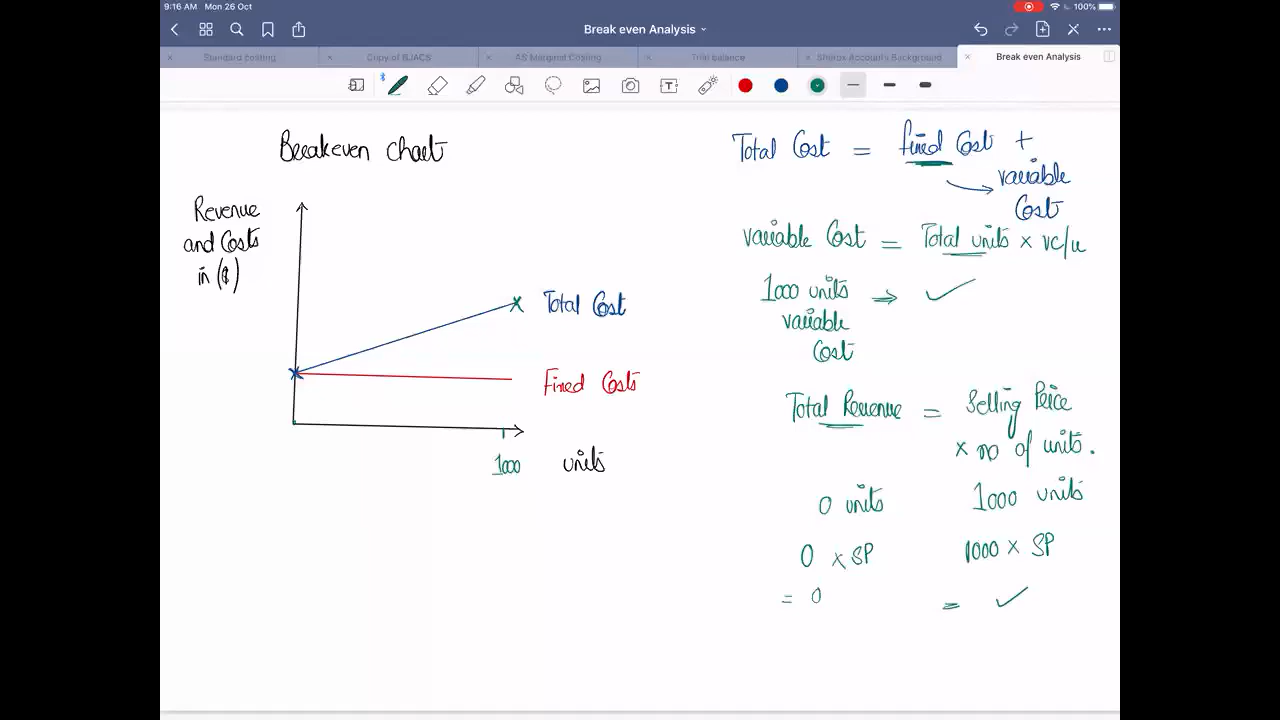 9:16 AM Mon 26 Oct
100%
Break even Analysis
Standard costing
Copy of BJACS
AS Marginal Costing
Trial balance
Break even Analysis
Breakeven chart
Revenue
and Costs
in ($)
Total Cost
Fixed Costs
1000
units
Total Cost = fixed Cost +
variable
Cost
variable Cost = Total units × vc/u
1000 units ⇒ ✓
variable
Cost
Total Revenue = Selling Price
× no of units.
0 units 1000 units
0 × SP 1000 × SP
= 0 = ✓